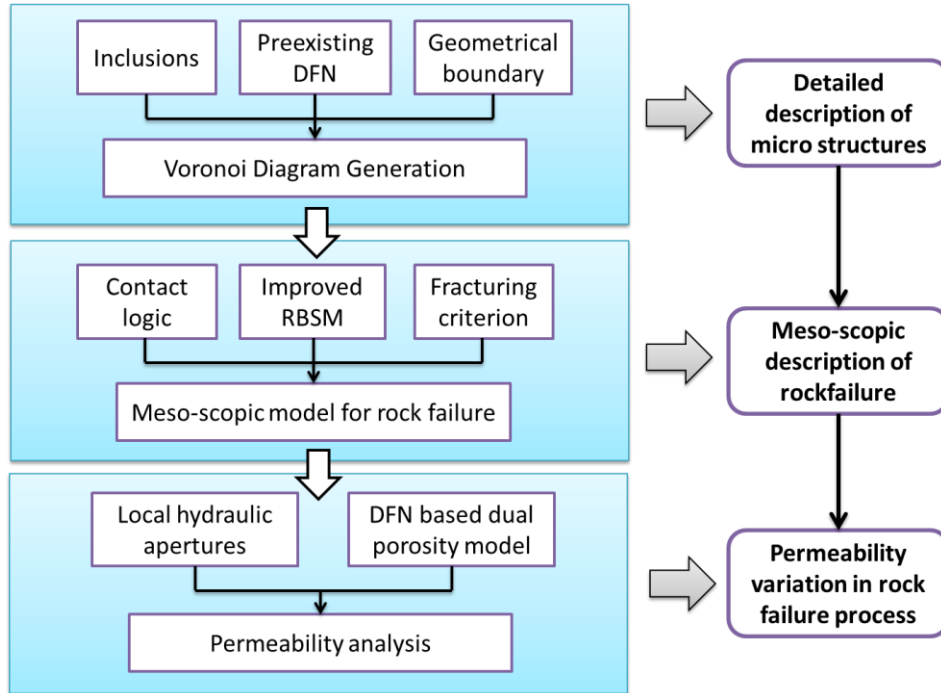 Inclusions
Preexisting
DFN
Geometrical
boundary
Voronoi Diagram Generation
Detailed
description of
micro structures
Contact
logic
Improved
RBSM
Fracturing
criterion
Meso-scopic model for rock failure
Meso-scopic
description of
rockfailure
Local hydraulic
apertures
DFN based dual
porosity model
Permeability analysis
Permeability
variation in rock
failure process